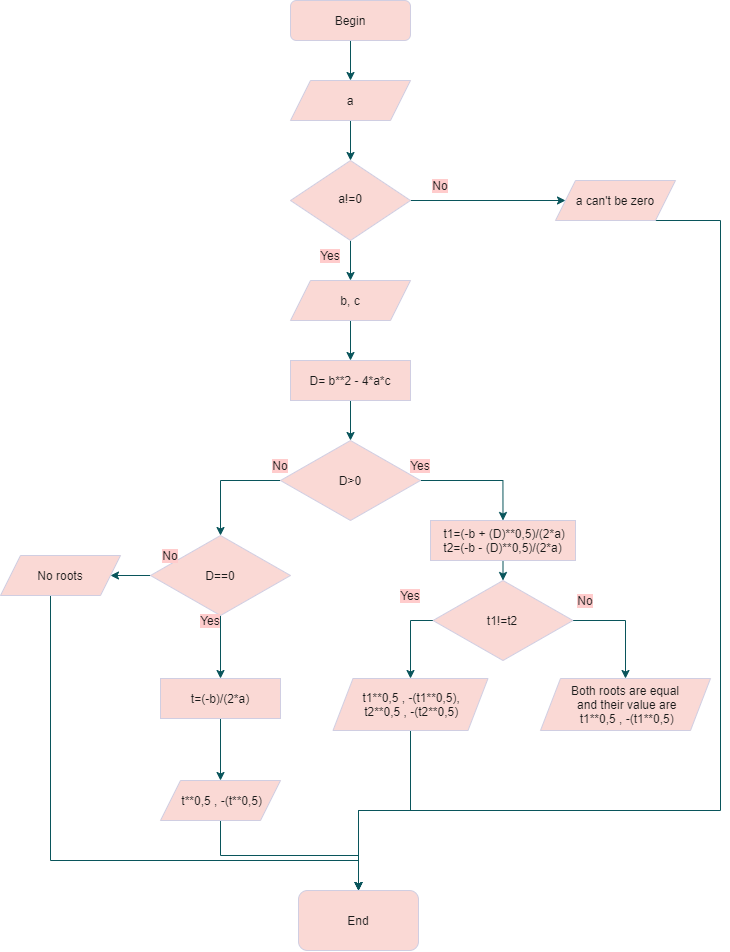 Begin
a
a!=0
No
a can't be zero
Yes
b, c
D= b**2 - 4*a*c
No
Yes
D>0
t1=(-b + (D)**0,5)/(2*a)
t2=(-b - (D)**0,5)/(2*a)
No
No roots
D==0
Yes
Yes
No
t1!=t2
t=(-b)/(2*a)
t1**0,5 , -(t1**0,5),
t2**0,5 , -(t2**0,5)
Both roots are equal
and their value are
t1**0,5 , -(t1**0,5)
t**0,5 , -(t**0,5)
End